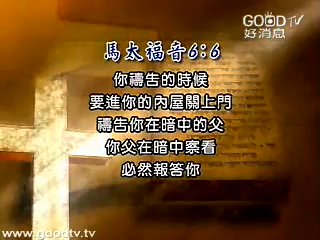 GOOD TV
好消息
馬太福音6:6
你禱告的時候
要進你的內屋關上門
禱告你在暗中的父
你父在暗中察看
必然報答你
www.goodtv.tv